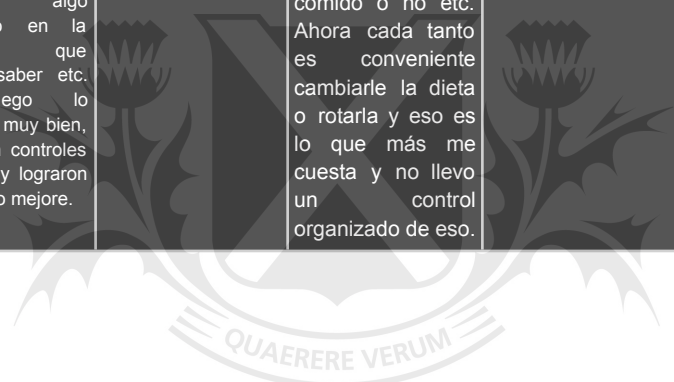 algo
o en la
que
saber etc.
ego lo
muy bien,
controles
y lograron
o mejore.
comido o no etc.
Ahora cada tanto
es conveniente
cambiarle la dieta
o rotarla y eso es
lo que más me
cuesta y no llevo
un control
organizado de eso.
QUAERERE VERUM